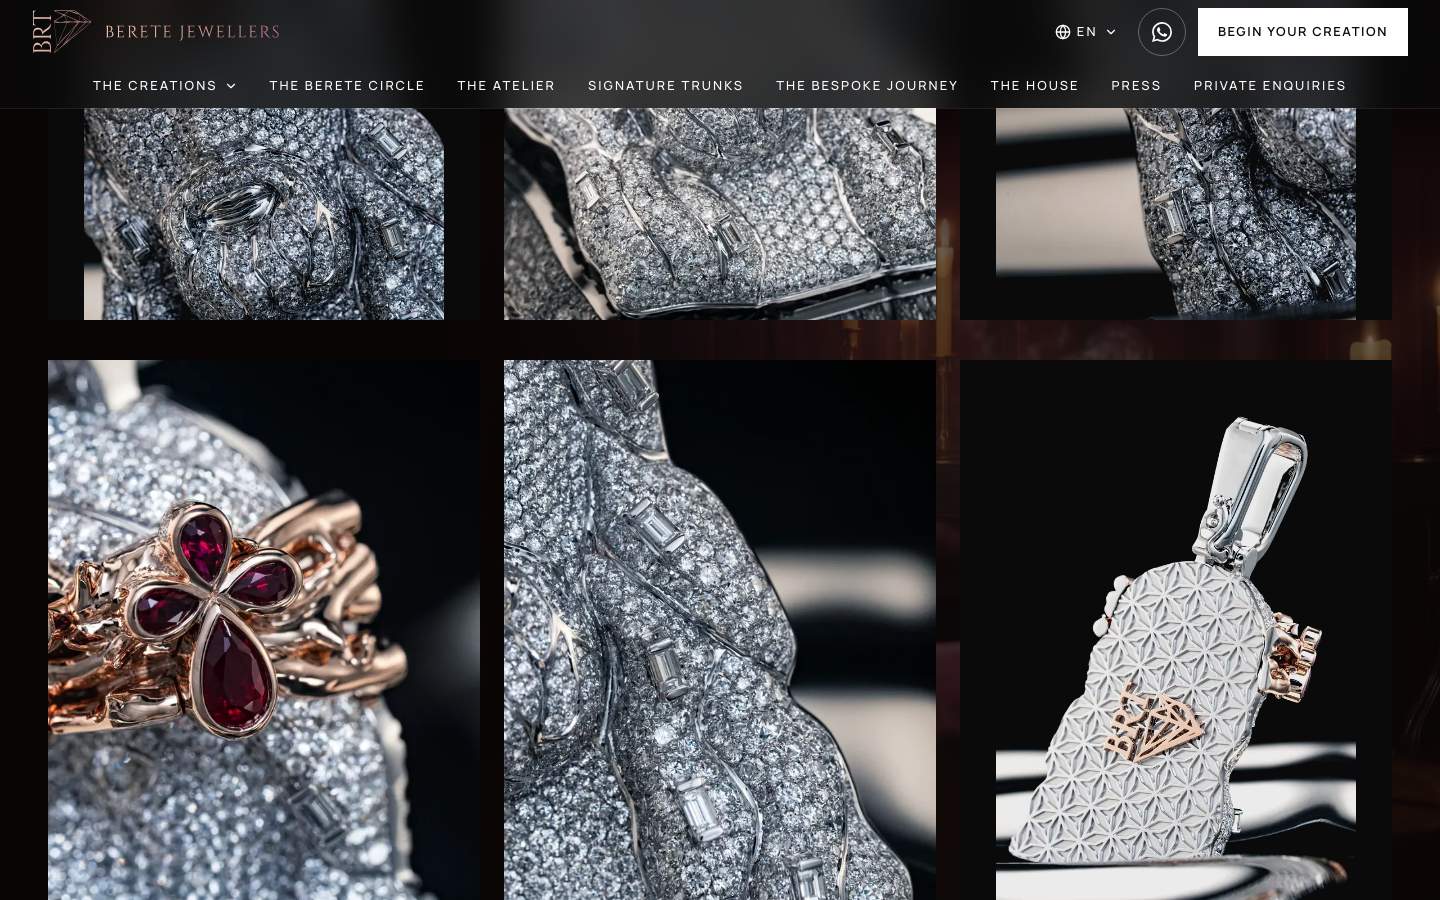 BRT
BERETE JEWELLERS
EN
BEGIN YOUR CREATION
THE CREATIONS
THE BERETE CIRCLE
THE ATELIER
SIGNATURE TRUNKS
THE BESPOKE JOURNEY
THE HOUSE
PRESS
PRIVATE ENQUIRIES
BRT